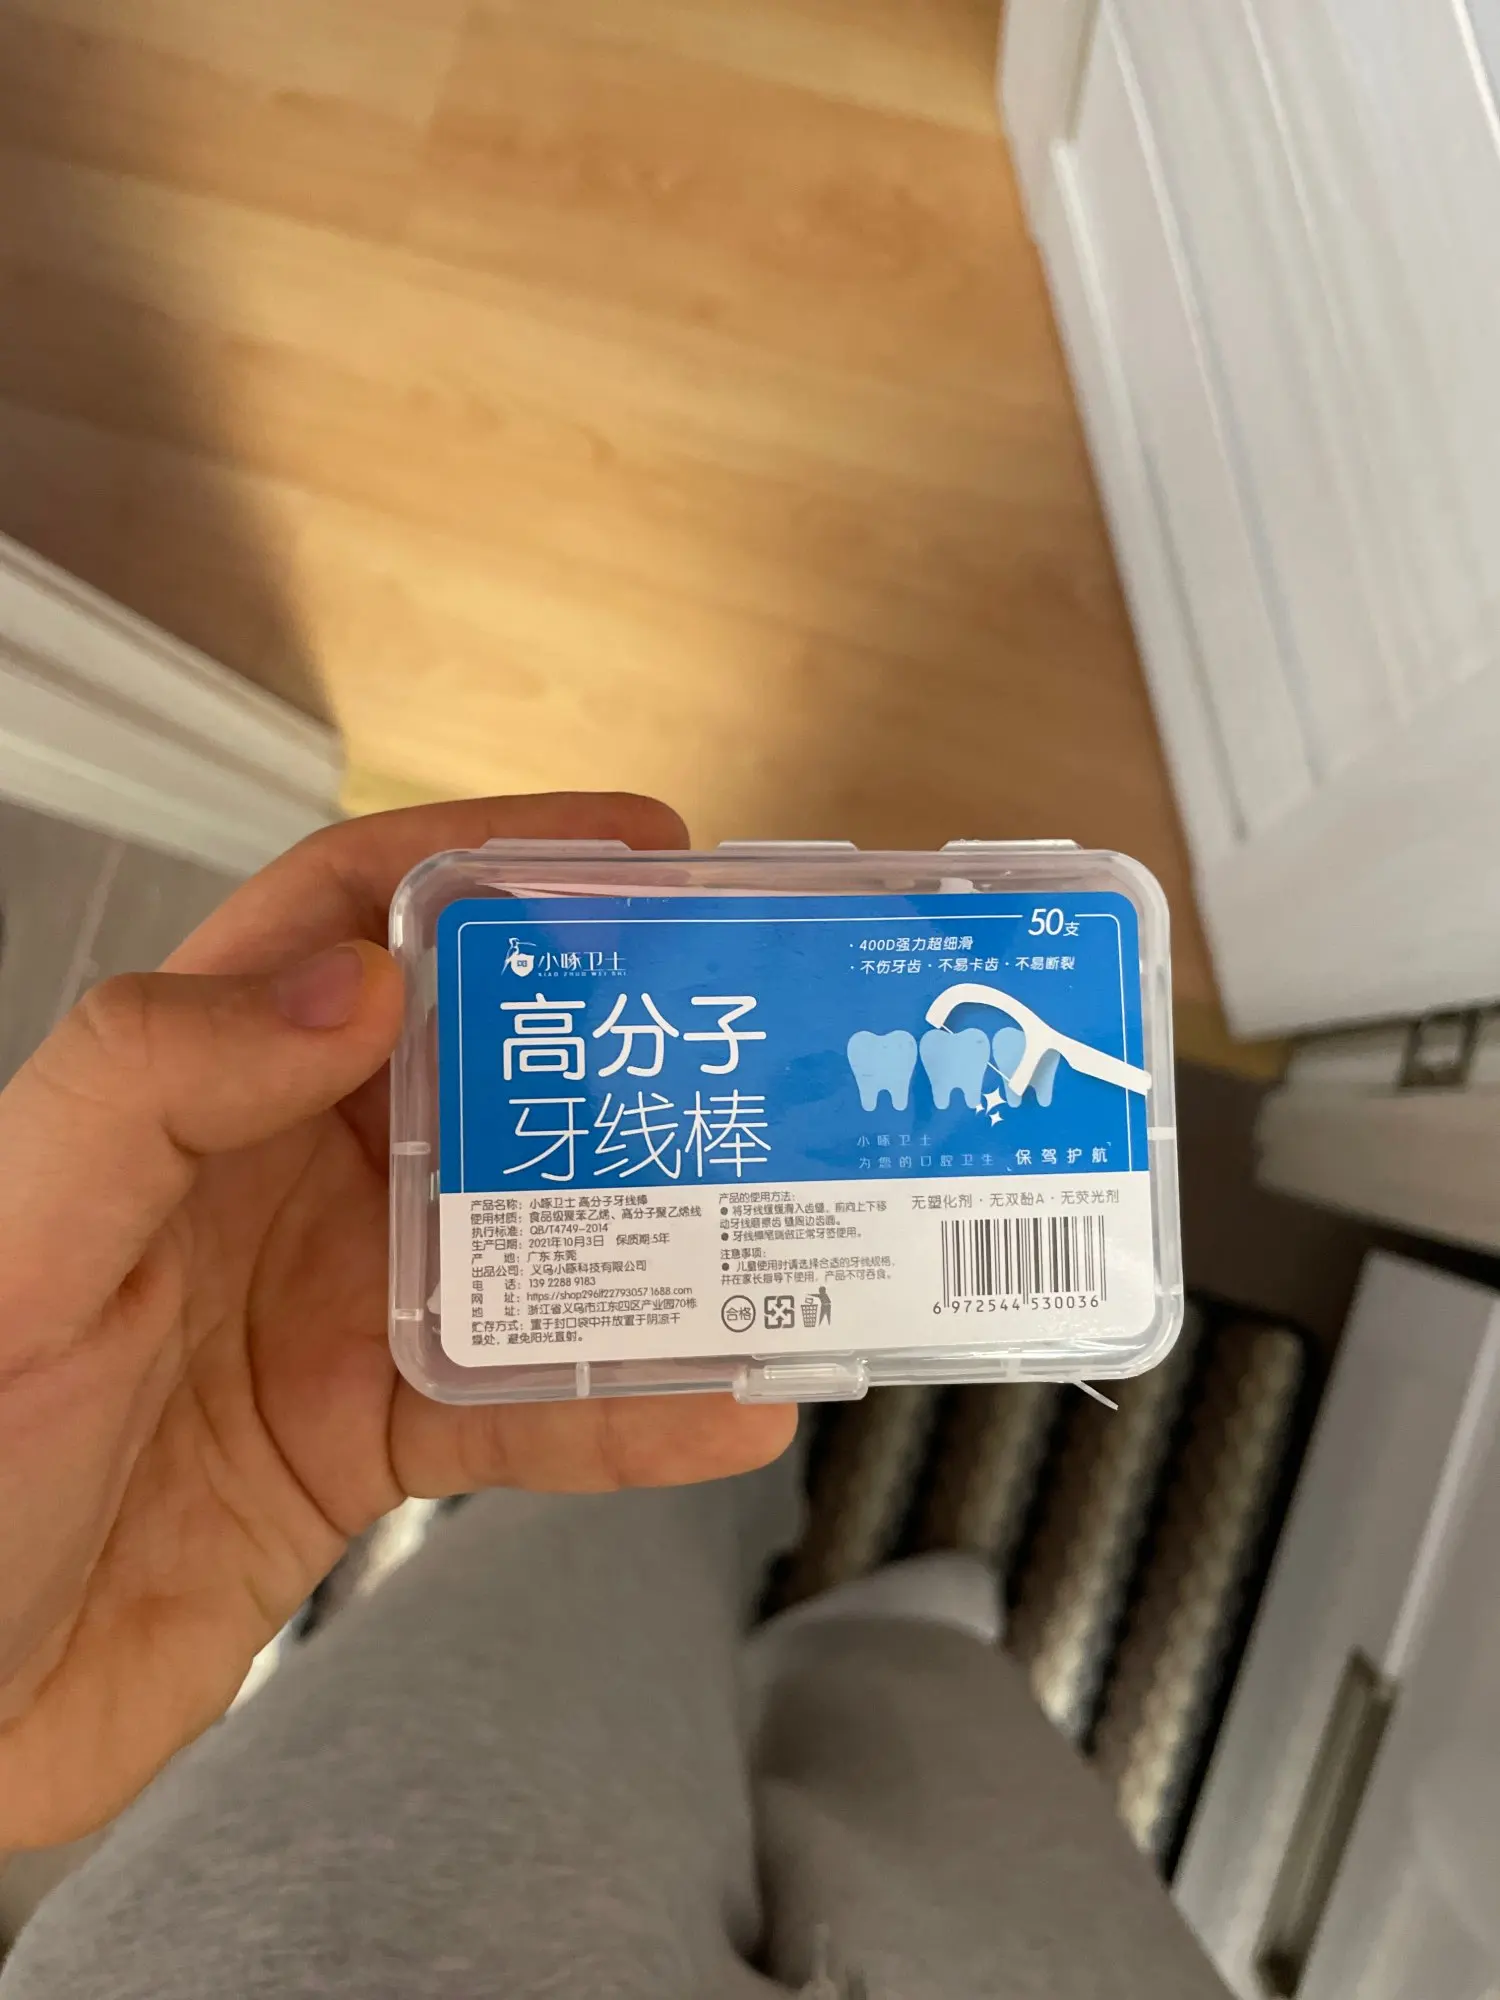 50支
小啄卫士
XIAO ZHUO WEI SHI
·400D强力超细滑
·不伤牙齿·不易卡齿·不易断裂
高分子
牙线棒
小啄卫士
为您的口腔卫生「保驾护航」
产品名称：小啄卫士 高分子牙线棒
使用材质：食品级聚苯乙烯、高分子聚乙烯线
执行标准：QB/T4749-2014
生产日期：2021年10月3日 保质期:5年
产 地：广东 东莞
出品公司：义乌小啄科技有限公司
电 话：139 2288 9183
网 址：
地 址：浙江省义乌市江东四区产业园70栋
贮存方式：置于封口袋中并放置于阴凉干
燥处，避免阳光直射。
产品的使用方法：
● 将牙线缓缓滑入齿缝，前向上下移
动牙线磨擦齿 缝周边齿面。
● 牙线棒尾端做正常牙签使用。
注意事项：
● 儿童使用时请选择合适的牙线规格，
并在家长指导下使用，产品不可吞食。
合格
无塑化剂·无双酚A·无荧光剂
6 972544 530036